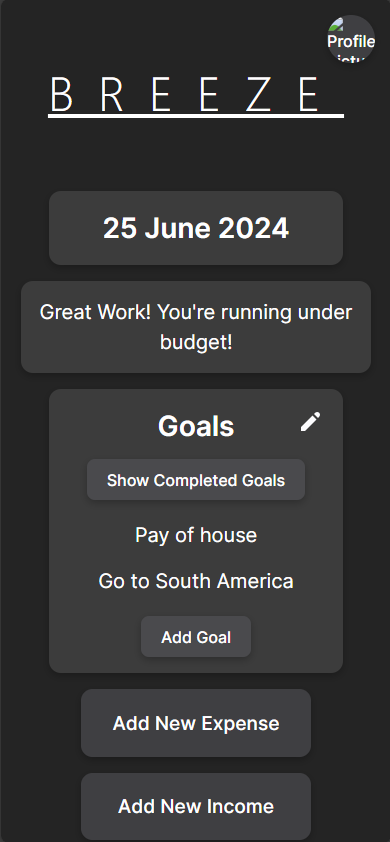 Profile
BREEZE
25 June 2024
Great Work! You're running under
budget!
Goals
Show Completed Goals
Pay of house
Go to South America
Add Goal
Add New Expense
Add New Income